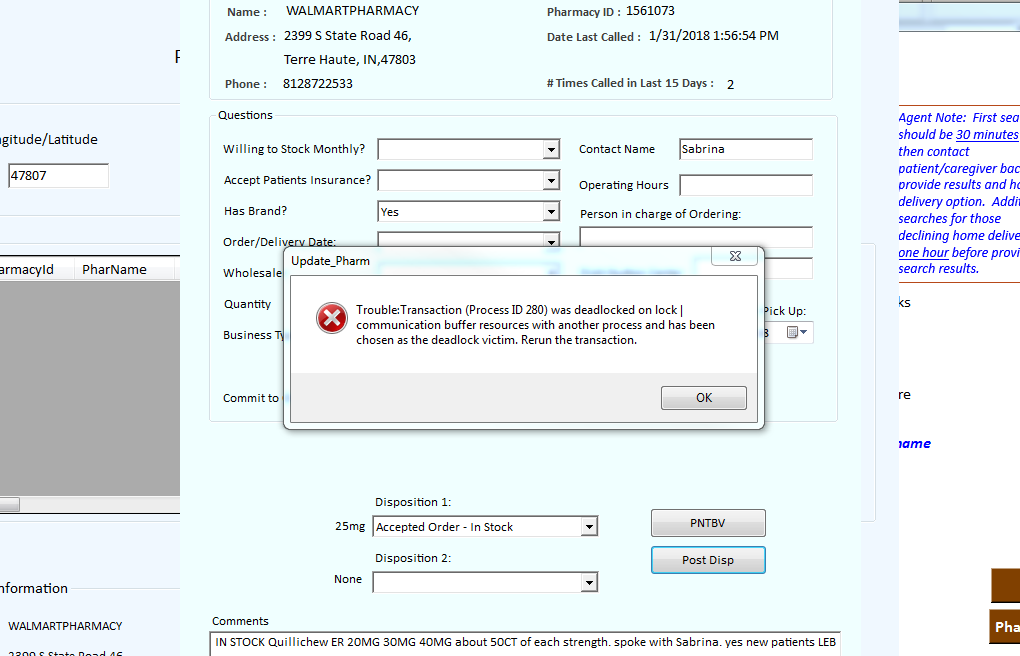 Name : WALMARTPHARMACY
Pharmacy ID : 1561073
Address : 2399 S State Road 46,
Date Last Called : 1/31/2018 1:56:54 PM
Terre Haute, IN,47803
Phone : 8128722533
# Times Called in Last 15 Days : 2
gitude/Latitude
47807
armacyId PharName
nformation
WALMARTPHARMACY
2399 S State Road 46
Questions
Willing to Stock Monthly?
Contact Name Sabrina
Accept Patients Insurance?
Operating Hours
Has Brand? Yes
Person in charge of Ordering:
Order/Delivery Date:
Wholesale
Quantity
Pick Up:
Business Ty
8
Commit to
Update_Pharm
Trouble:Transaction (Process ID 280) was deadlocked on lock |
communication buffer resources with another process and has been
chosen as the deadlock victim. Rerun the transaction.
OK
Disposition 1:
25mg Accepted Order - In Stock
PNTBV
Disposition 2:
Post Disp
None
Comments
IN STOCK Quillichew ER 20MG 30MG 40MG about 50CT of each strength. spoke with Sabrina. yes new patients LEB
Agent Note: First sea
should be 30 minutes
then contact
patient/caregiver bac
provide results and ho
delivery option. Addit
searches for those
declining home delive
one hour before provi
search results.
ks
re
name
Pha